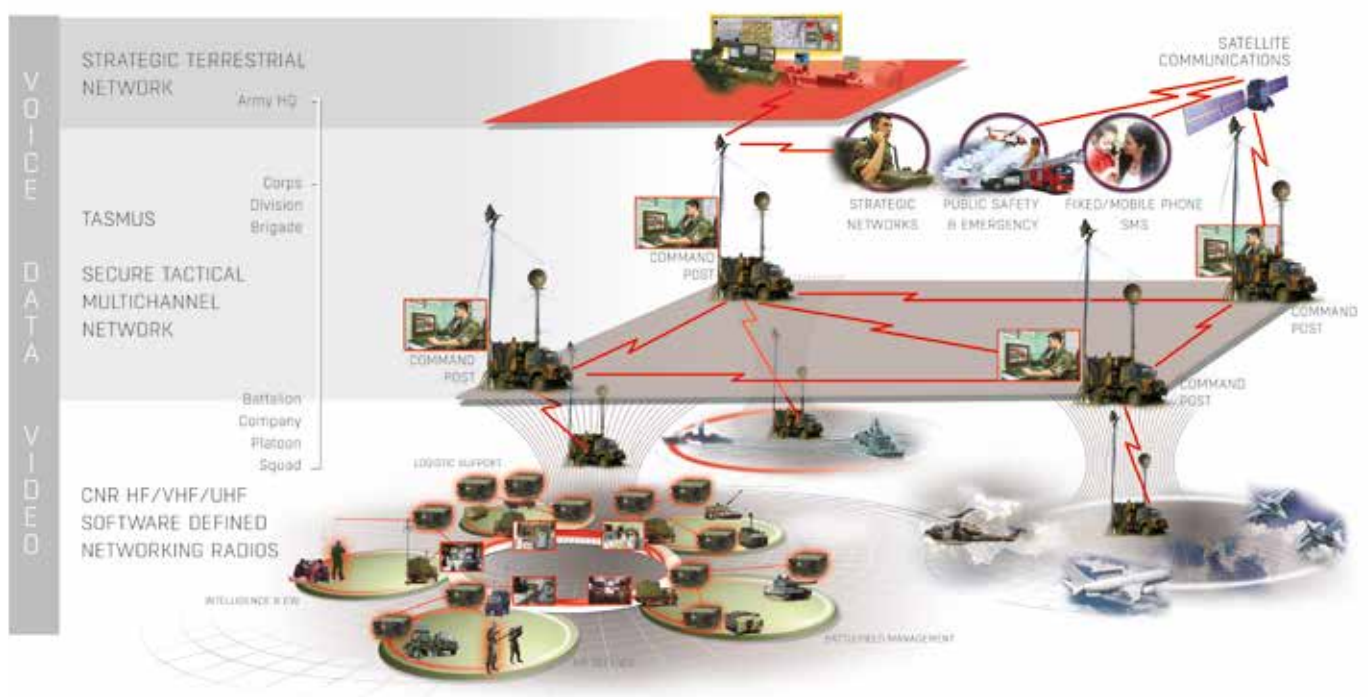 VOICE DATA VIDEO
STRATEGIC TERRESTRIAL
NETWORK
Army HQ
SATELLITE
COMMUNICATIONS
Corps
Division
Brigade
TASMUS
STRATEGIC
NETWORKS
PUBLIC SAFETY
& EMERGENCY
FIXED/MOBILE PHONE
SMS
SECURE TACTICAL
MULTICHANNEL
NETWORK
COMMAND
POST
COMMAND
POST
COMMAND
POST
COMMAND
POST
Battalion
Company
Platoon
Squad
LOGISTIC SUPPORT
CNR HF/VHF/UHF
SOFTWARE DEFINED
NETWORKING RADIOS
INTELLIGENCE & EW
BATTLEFIELD MANAGEMENT